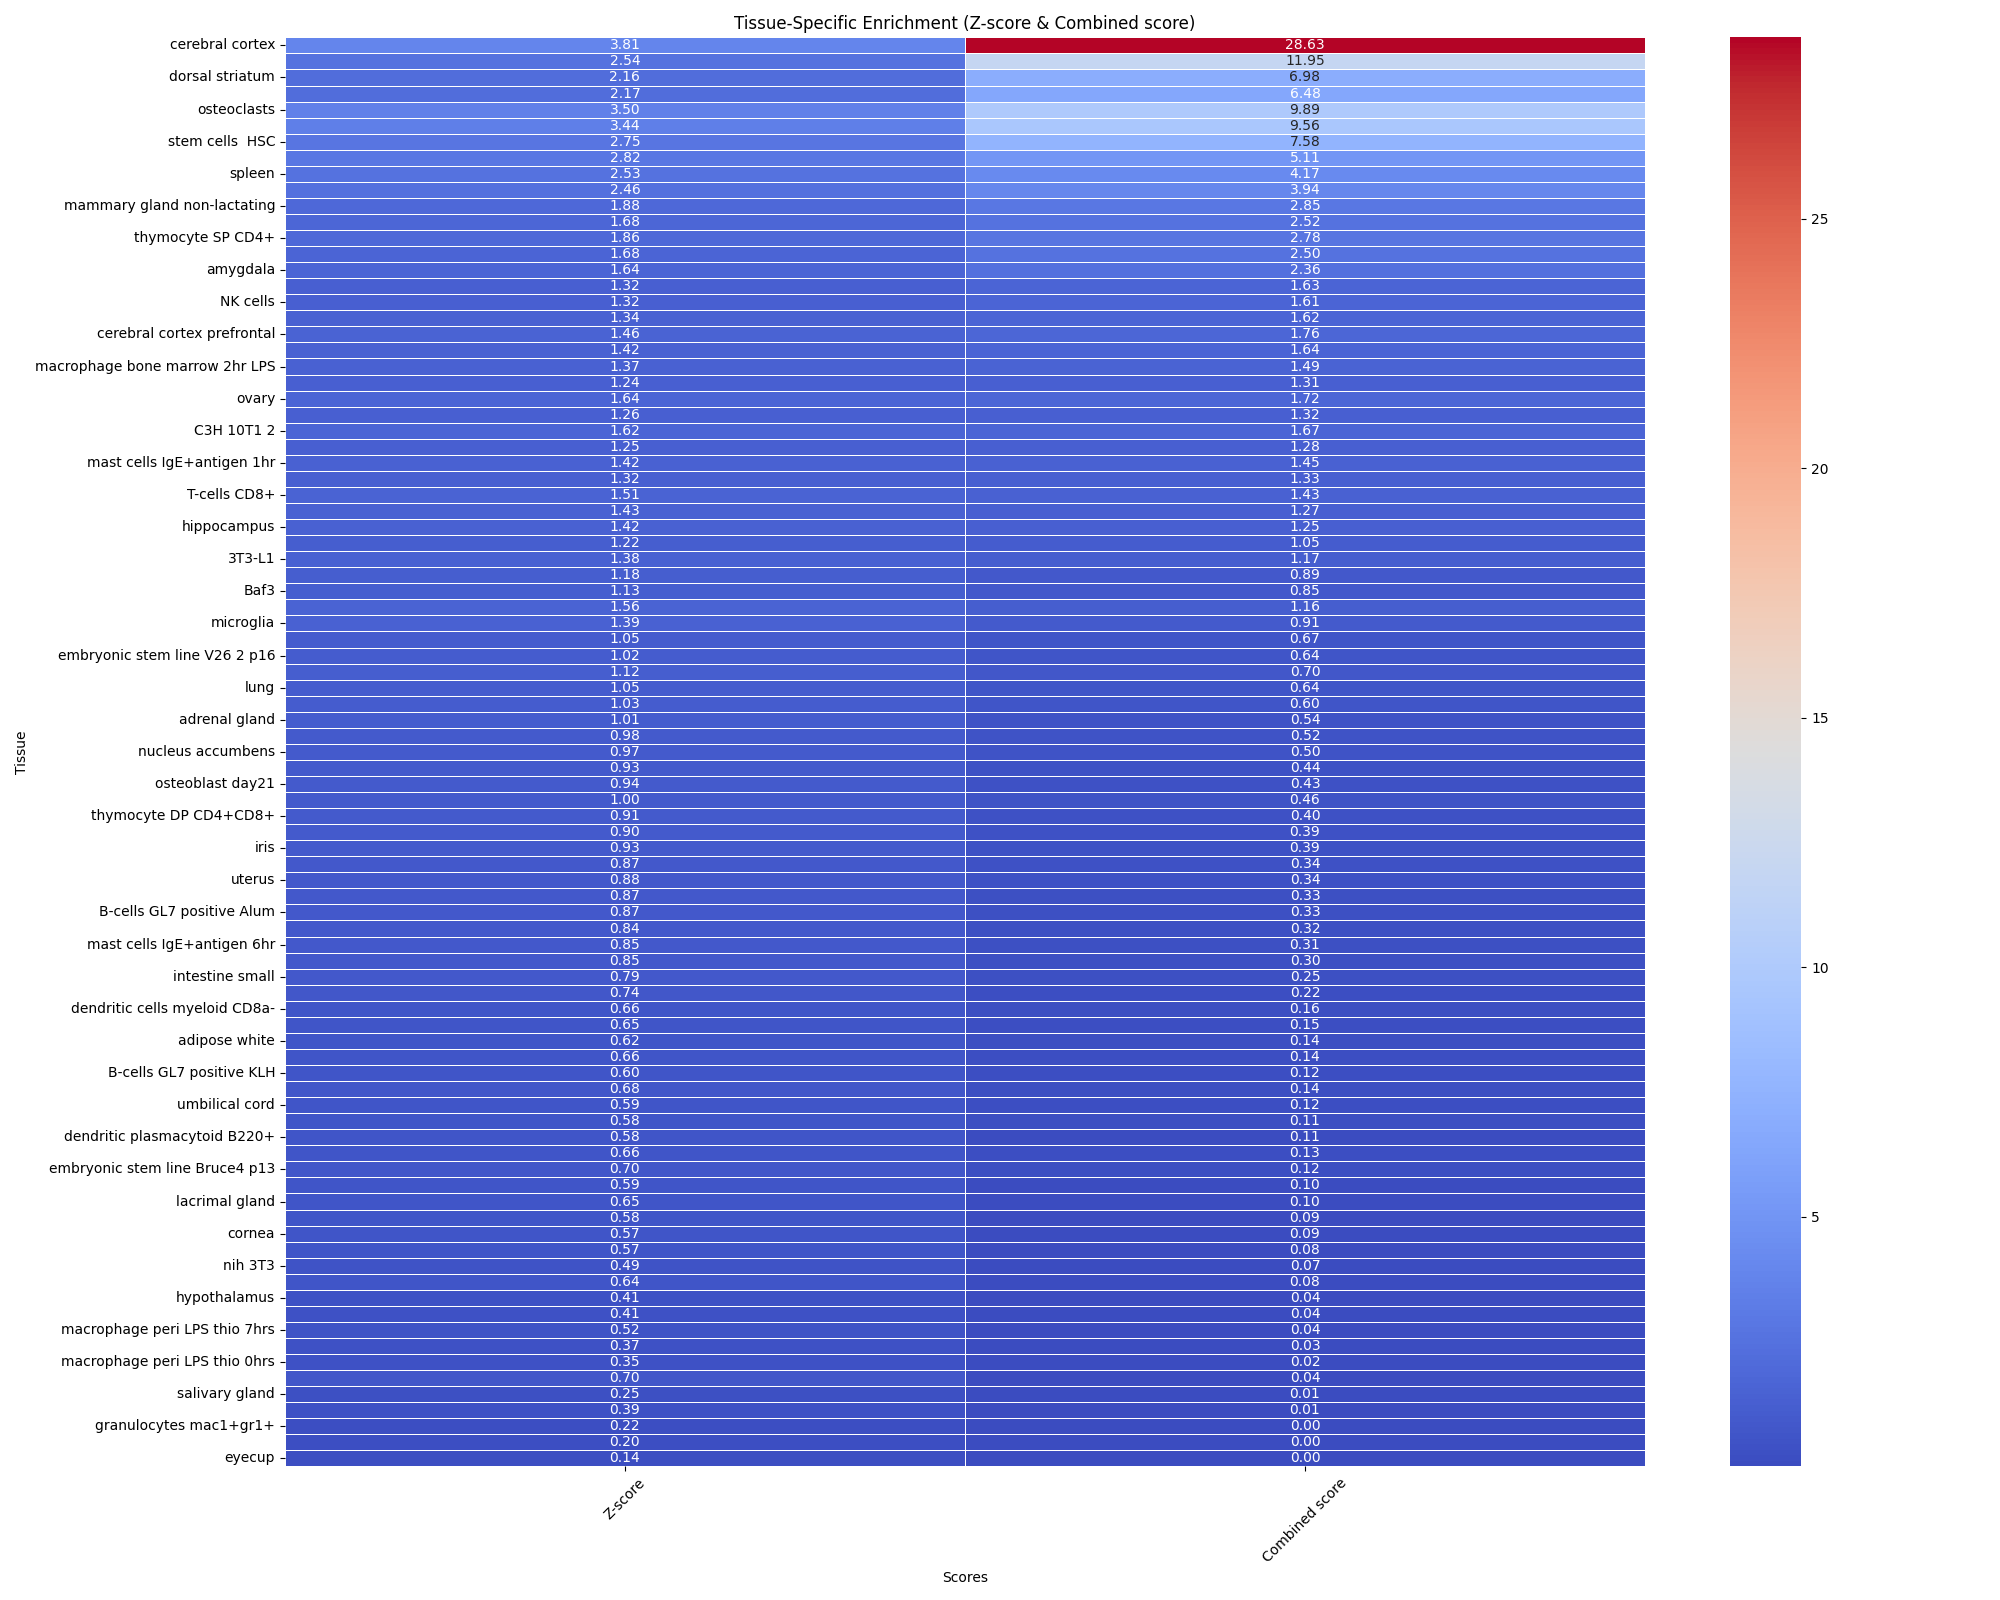 Tissue-Specific Enrichment (Z-score & Combined score)
cerebral cortex 3.81 28.63
2.54 11.95
dorsal striatum 2.16 6.98
2.17 6.48
osteoclasts 3.50 9.89
3.44 9.56
stem cells  HSC 2.75 7.58
2.82 5.11
spleen 2.53 4.17
2.46 3.94
mammary gland non-lactating 1.88 2.85
1.68 2.52
thymocyte SP CD4+ 1.86 2.78
1.68 2.50
amygdala 1.64 2.36
1.32 1.63
NK cells 1.32 1.61
1.34 1.62
cerebral cortex prefrontal 1.46 1.76
1.42 1.64
macrophage bone marrow 2hr LPS 1.37 1.49
1.24 1.31
ovary 1.64 1.72
1.26 1.32
C3H 10T1 2 1.62 1.67
1.25 1.28
mast cells IgE+antigen 1hr 1.42 1.45
1.32 1.33
T-cells CD8+ 1.51 1.43
1.43 1.27
hippocampus 1.42 1.25
1.22 1.05
3T3-L1 1.38 1.17
1.18 0.89
Baf3 1.13 0.85
1.56 1.16
microglia 1.39 0.91
1.05 0.67
embryonic stem line V26 2 p16 1.02 0.64
1.12 0.70
lung 1.05 0.64
1.03 0.60
adrenal gland 1.01 0.54
0.98 0.52
nucleus accumbens 0.97 0.50
0.93 0.44
osteoblast day21 0.94 0.43
1.00 0.46
thymocyte DP CD4+CD8+ 0.91 0.40
0.90 0.39
iris 0.93 0.39
0.87 0.34
uterus 0.88 0.34
0.87 0.33
B-cells GL7 positive Alum 0.87 0.33
0.84 0.32
mast cells IgE+antigen 6hr 0.85 0.31
0.85 0.30
intestine small 0.79 0.25
0.74 0.22
dendritic cells myeloid CD8a- 0.66 0.16
0.65 0.15
adipose white 0.62 0.14
0.66 0.14
B-cells GL7 positive KLH 0.60 0.12
0.68 0.14
umbilical cord 0.59 0.12
0.58 0.11
dendritic plasmacytoid B220+ 0.58 0.11
0.66 0.13
embryonic stem line Bruce4 p13 0.70 0.12
0.59 0.10
lacrimal gland 0.65 0.10
0.58 0.09
cornea 0.57 0.09
0.57 0.08
nih 3T3 0.49 0.07
0.64 0.08
hypothalamus 0.41 0.04
0.41 0.04
macrophage peri LPS thio 7hrs 0.52 0.04
0.37 0.03
macrophage peri LPS thio 0hrs 0.35 0.02
0.70 0.04
salivary gland 0.25 0.01
0.39 0.01
granulocytes mac1+gr1+ 0.22 0.00
0.20 0.00
eyecup 0.14 0.00
Tissue
Z-score
Combined score
Scores
25
20
15
10
5